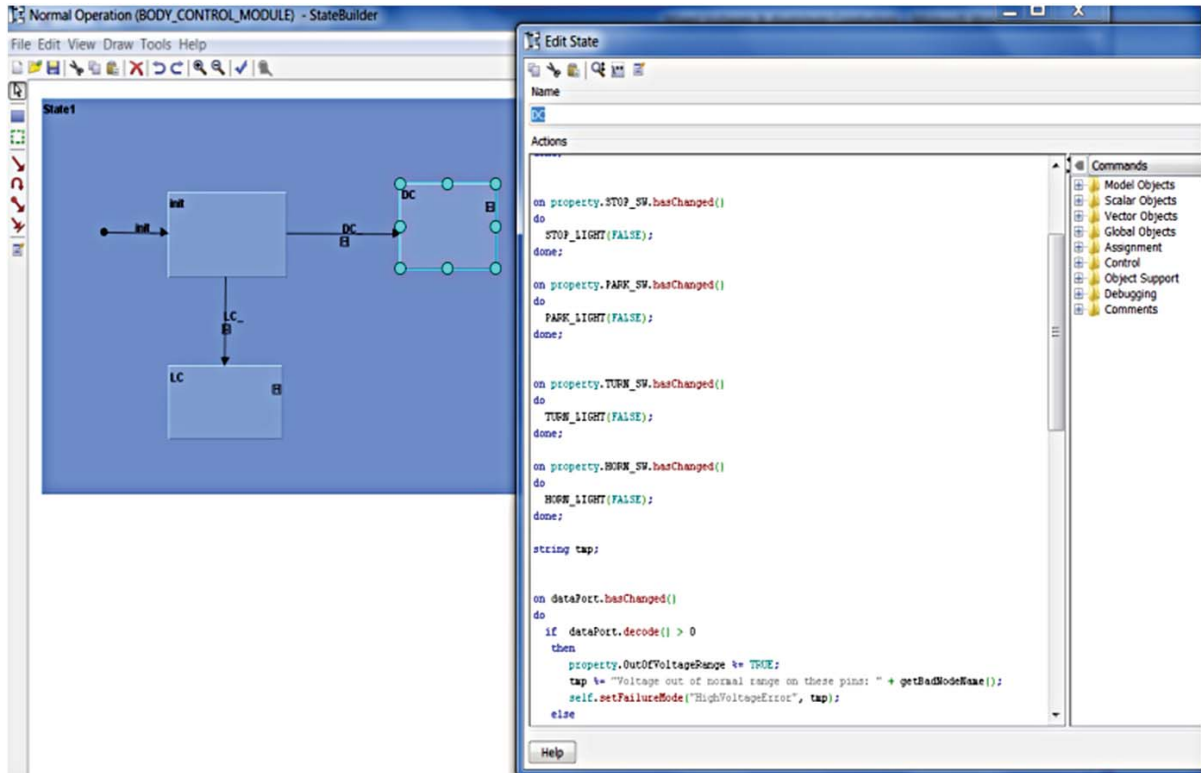 Normal Operation (BODY_CONTROL_MODULE) - StateBuilder
File Edit View Draw Tools Help
State1
init
init_
DC_
DC
LC_
LC
Edit State
Name
DC
Actions
done;
on property.STOP_SW.hasChanged()
do
STOP_LIGHT(FALSE);
done;
on property.PARK_SW.hasChanged()
do
PARK_LIGHT(FALSE);
done;
on property.TURN_SW.hasChanged()
do
TURN_LIGHT(FALSE);
done;
on property.HORN_SW.hasChanged()
do
HORN_LIGHT(FALSE);
done;
string tmp;
on dataPort.hasChanged()
do
if dataPort.decode() > 0
then
property.OutOfVoltageRange %= TRUE;
tmp %= "Voltage out of normal range on these pins: " + getBadNodeName();
self.setFailureMode("HighVoltageError", tmp);
else
Commands
Model Objects
Scalar Objects
Vector Objects
Global Objects
Assignment
Control
Object Support
Debugging
Comments
Help